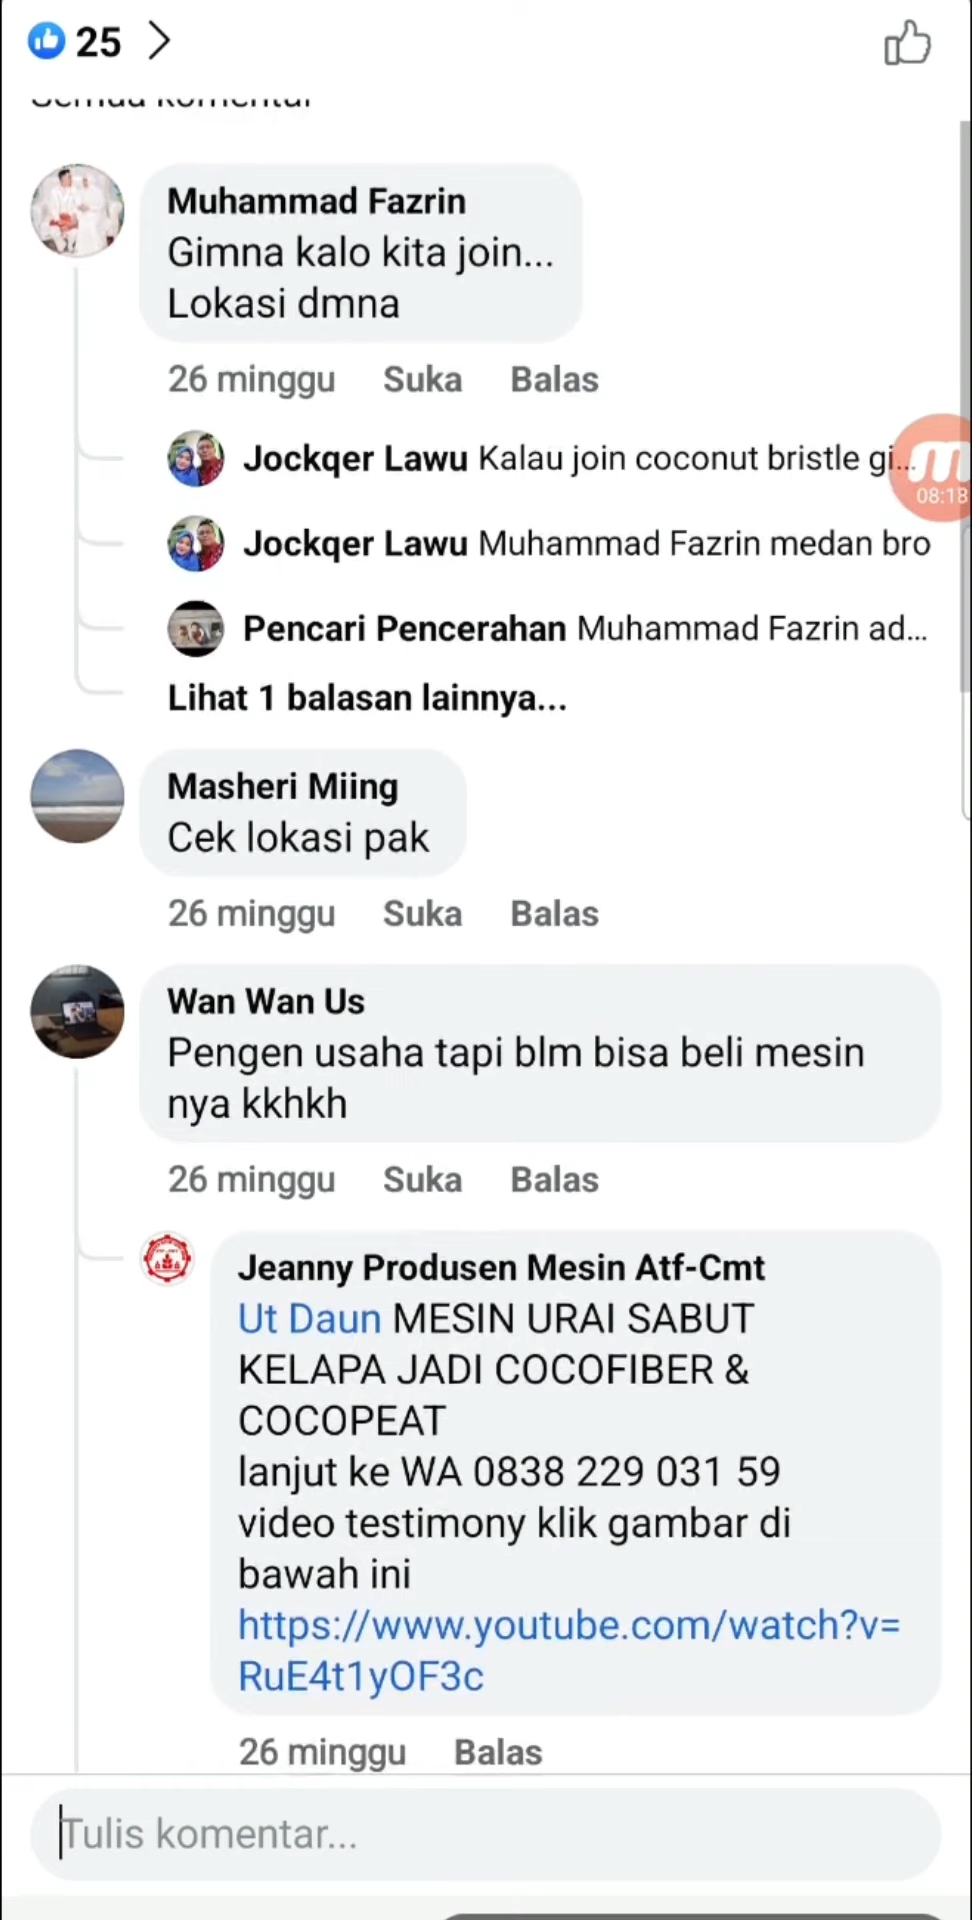 25
Semua komentar
Muhammad Fazrin
Gimna kalo kita join...
Lokasi dmna
26 minggu Suka Balas
Jockqer Lawu Kalau join coconut bristle gi...
08:18
Jockqer Lawu Muhammad Fazrin medan bro
Pencari Pencerahan Muhammad Fazrin ad...
Lihat 1 balasan lainnya...
Masheri Miing
Cek lokasi pak
26 minggu Suka Balas
Wan Wan Us
Pengen usaha tapi blm bisa beli mesin
nya kkhkh
26 minggu Suka Balas
Jeanny Produsen Mesin Atf-Cmt
Ut Daun MESIN URAI SABUT
KELAPA JADI COCOFIBER &
COCOPEAT
lanjut ke WA 0838 229 031 59
video testimony klik gambar di
bawah ini
https://www.youtube.com/watch?v=
RuE4t1yOF3c
26 minggu Balas
Tulis komentar...